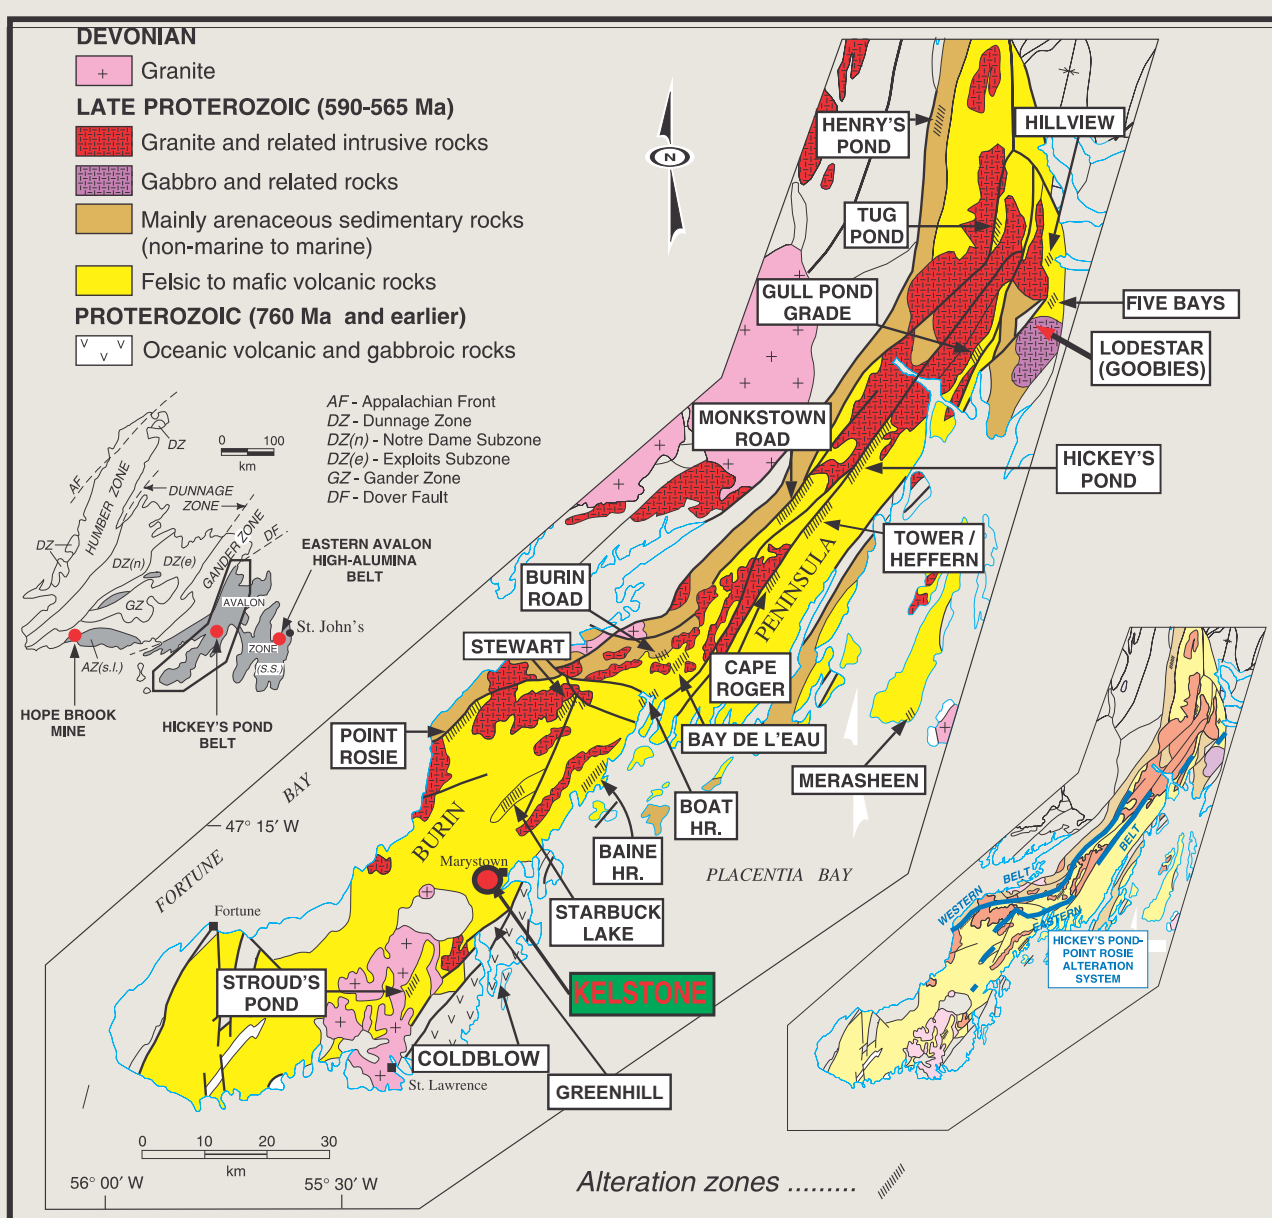 DEVONIAN
Granite
LATE PROTEROZOIC (590-565 Ma)
Granite and related intrusive rocks
Gabbro and related rocks
Mainly arenaceous sedimentary rocks
(non-marine to marine)
Felsic to mafic volcanic rocks
PROTEROZOIC (760 Ma and earlier)
Oceanic volcanic and gabbroic rocks
AF - Appalachian Front
DZ - Dunnage Zone
DZ(n) - Notre Dame Subzone
DZ(e) - Exploits Subzone
GZ - Gander Zone
DF - Dover Fault
0 100
km
DZ
AF
HUMBER ZONE
DUNNAGE
ZONE
GANDER ZONE
DF
DZ
DZ(n)
DZ(e)
GZ
AVALON
ZONE
(S.S.)
AZ(s.l.)
St. John's
EASTERN AVALON
HIGH-ALUMINA
BELT
HOPE BROOK
MINE
HICKEY'S POND
BELT
N
HENRY'S
POND
HILLVIEW
TUG
POND
GULL POND
GRADE
FIVE BAYS
LODESTAR
(GOOBIES)
MONKSTOWN
ROAD
HICKEY'S
POND
TOWER /
HEFFERN
BURIN
ROAD
PENINSULA
STEWART
CAPE
ROGER
POINT
ROSIE
BAY DE L'EAU
MERASHEEN
BOAT
HR.
BAINE
HR.
BURIN
Marystown
PLACENTIA BAY
FORTUNE BAY
47° 15' W
STARBUCK
LAKE
Fortune
STROUD'S
POND
KELSTONE
COLDBLOW
St. Lawrence
GREENHILL
WESTERN BELT
EASTERN BELT
HICKEY'S POND-
POINT ROSIE
ALTERATION
SYSTEM
0 10 20 30
km
56° 00' W
55° 30' W
Alteration zones .........